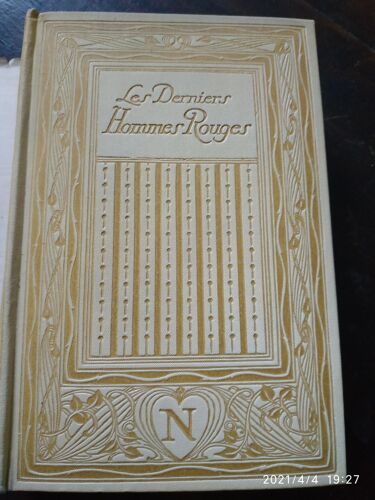 Les Derniers
Hommes Rouges
N
2021/4/4 19:27